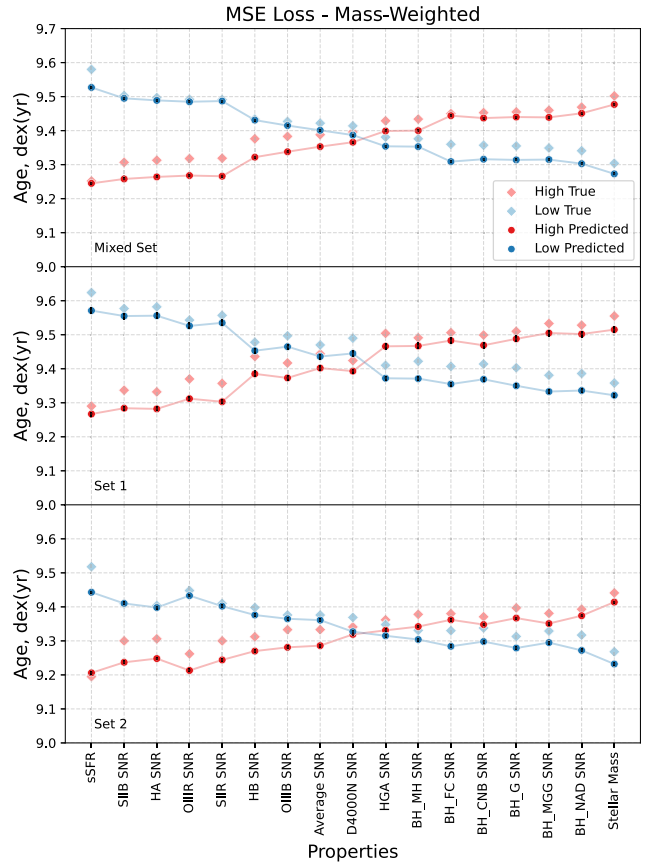 MSE Loss - Mass-Weighted
9.7
9.6
9.5
9.4
9.3
9.2
9.1
9.0
Age, dex(yr)
Mixed Set
High True
Low True
High Predicted
Low Predicted
9.6
9.5
9.4
9.3
9.2
9.1
9.0
Age, dex(yr)
Set 1
9.6
9.5
9.4
9.3
9.2
9.1
9.0
Age, dex(yr)
Set 2
sSFR
SIIB SNR
HA SNR
OIIIR SNR
SIIR SNR
HB SNR
OIIIB SNR
Average SNR
D4000N SNR
HGA SNR
BH_MH SNR
BH_FC SNR
BH_CNB SNR
BH_G SNR
BH_MGG SNR
BH_NAD SNR
Stellar Mass
Properties